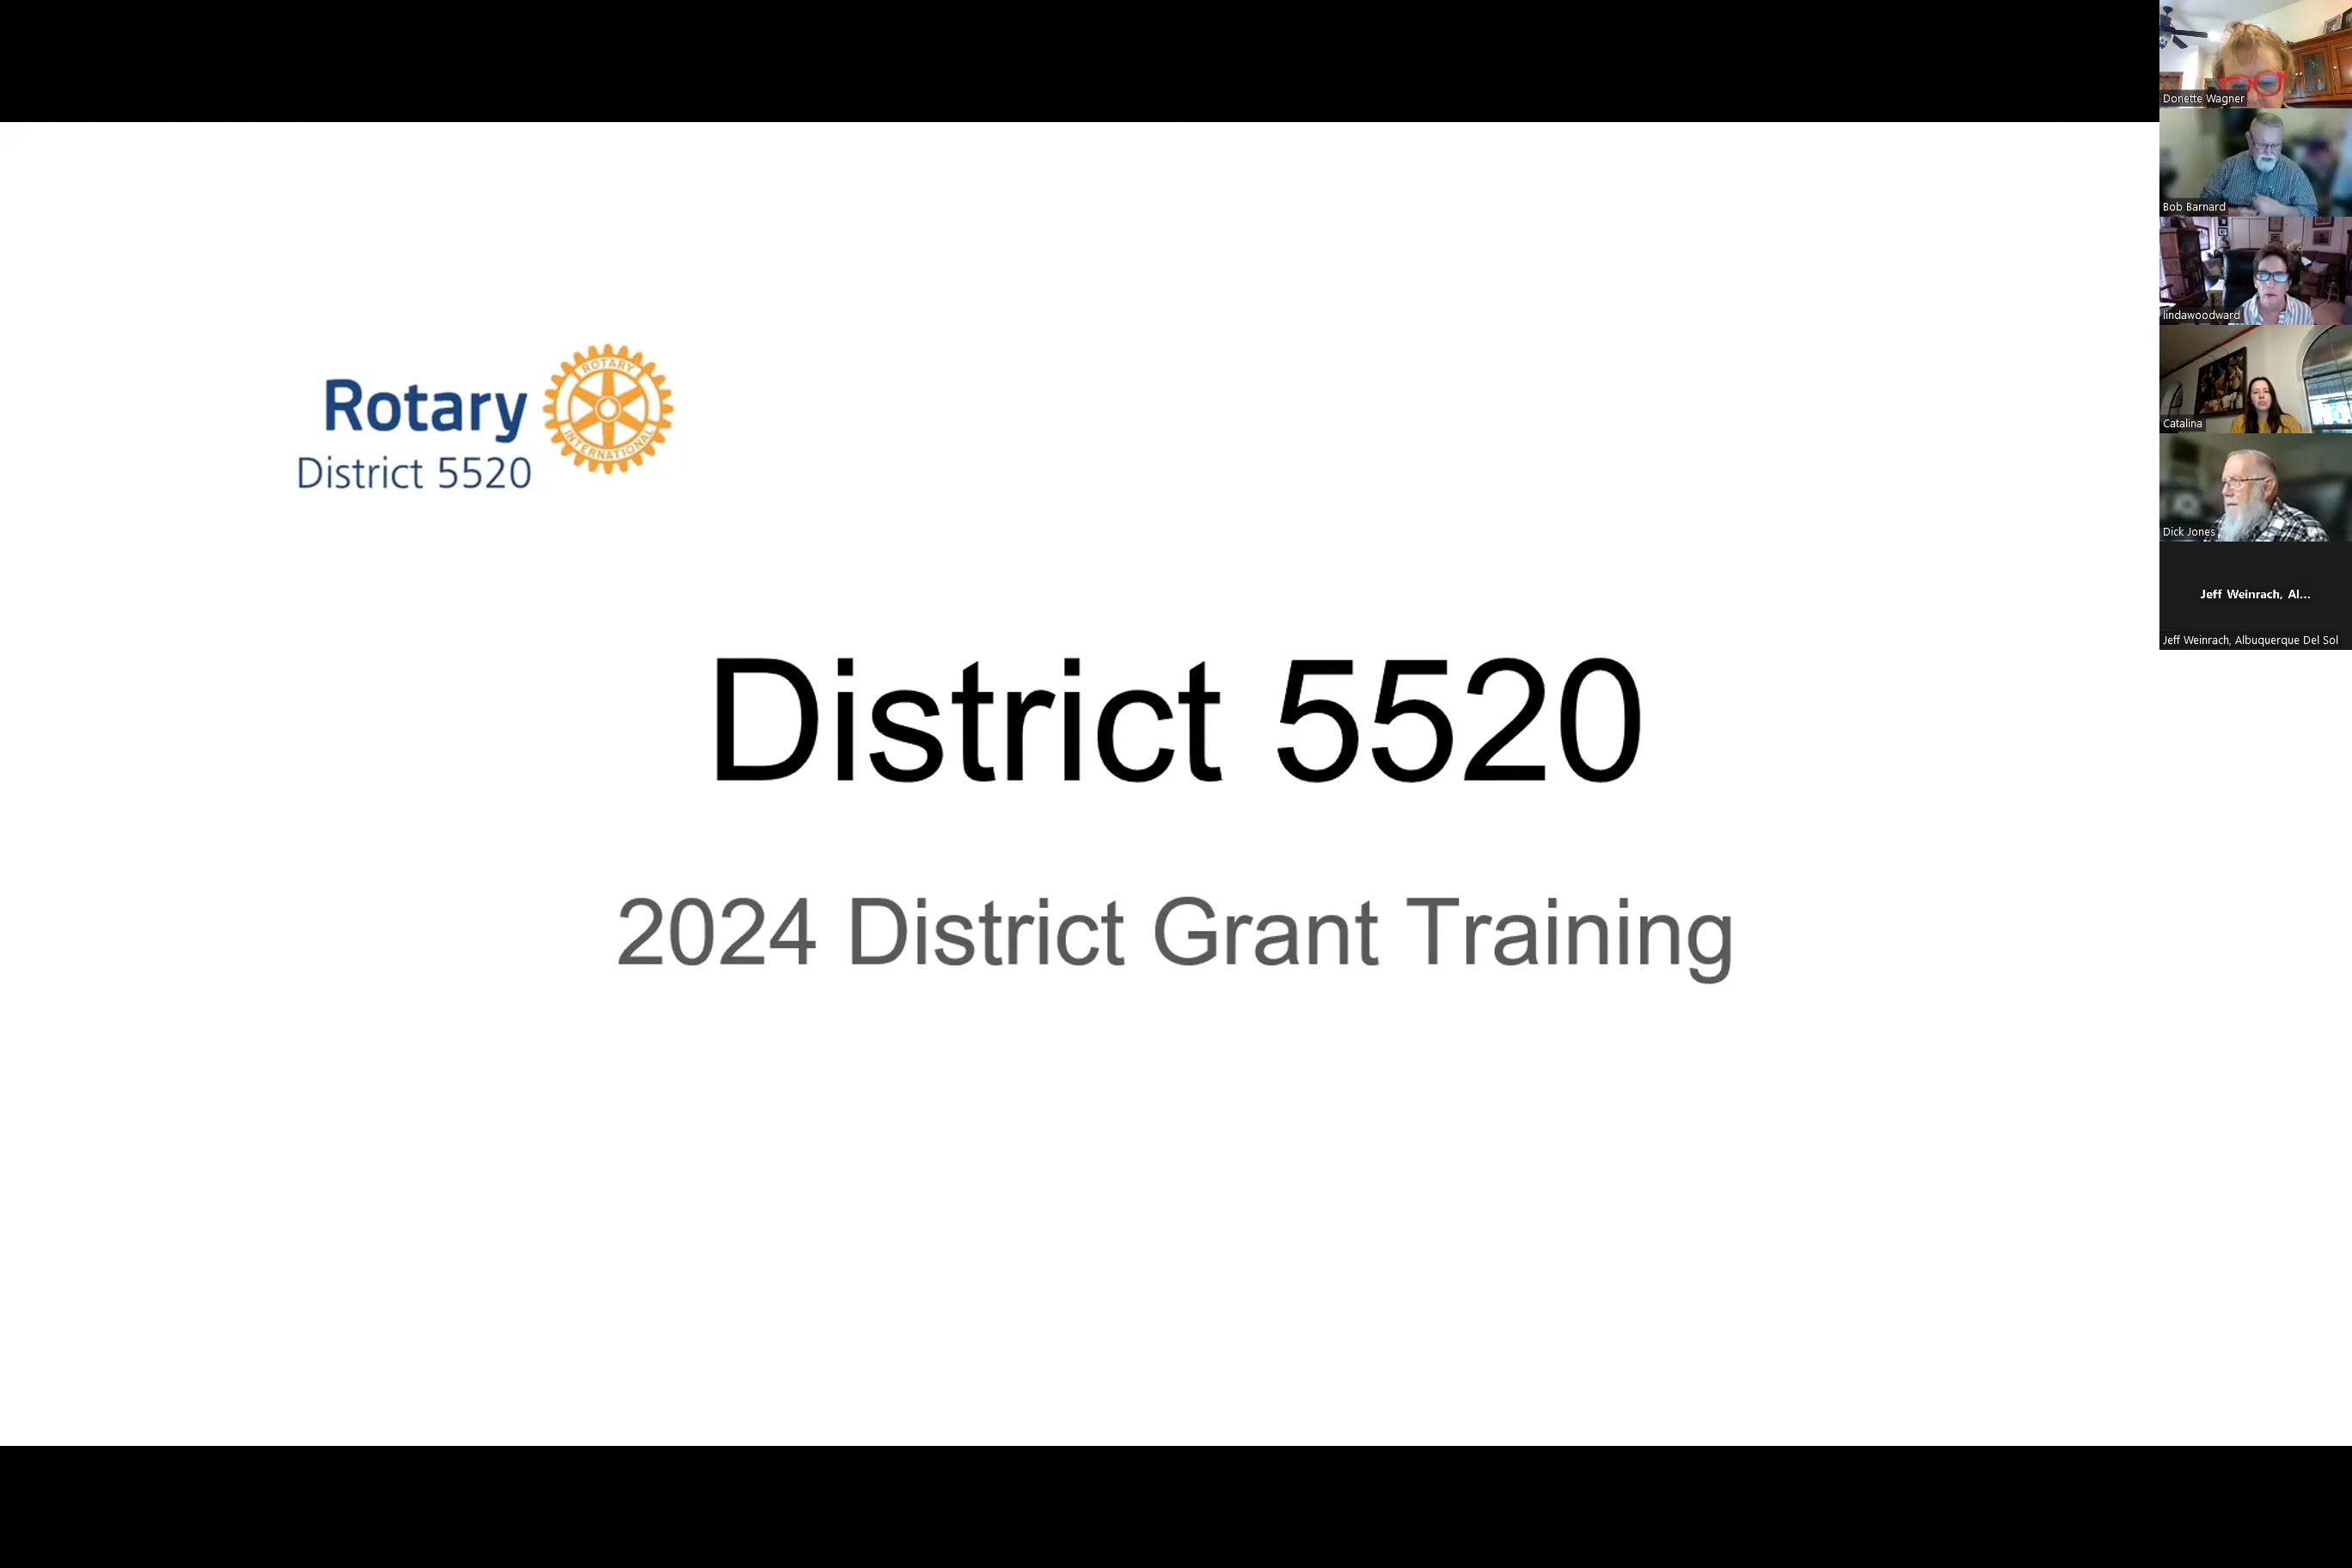 Rotary
District 5520
ROTARY
INTERNATIONAL
District 5520
2024 District Grant Training
Donette Wagner
Bob Barnard
lindawoodward
Catalina
Dick Jones
Jeff Weinrach, Al...
Jeff Weinrach, Albuquerque Del Sol